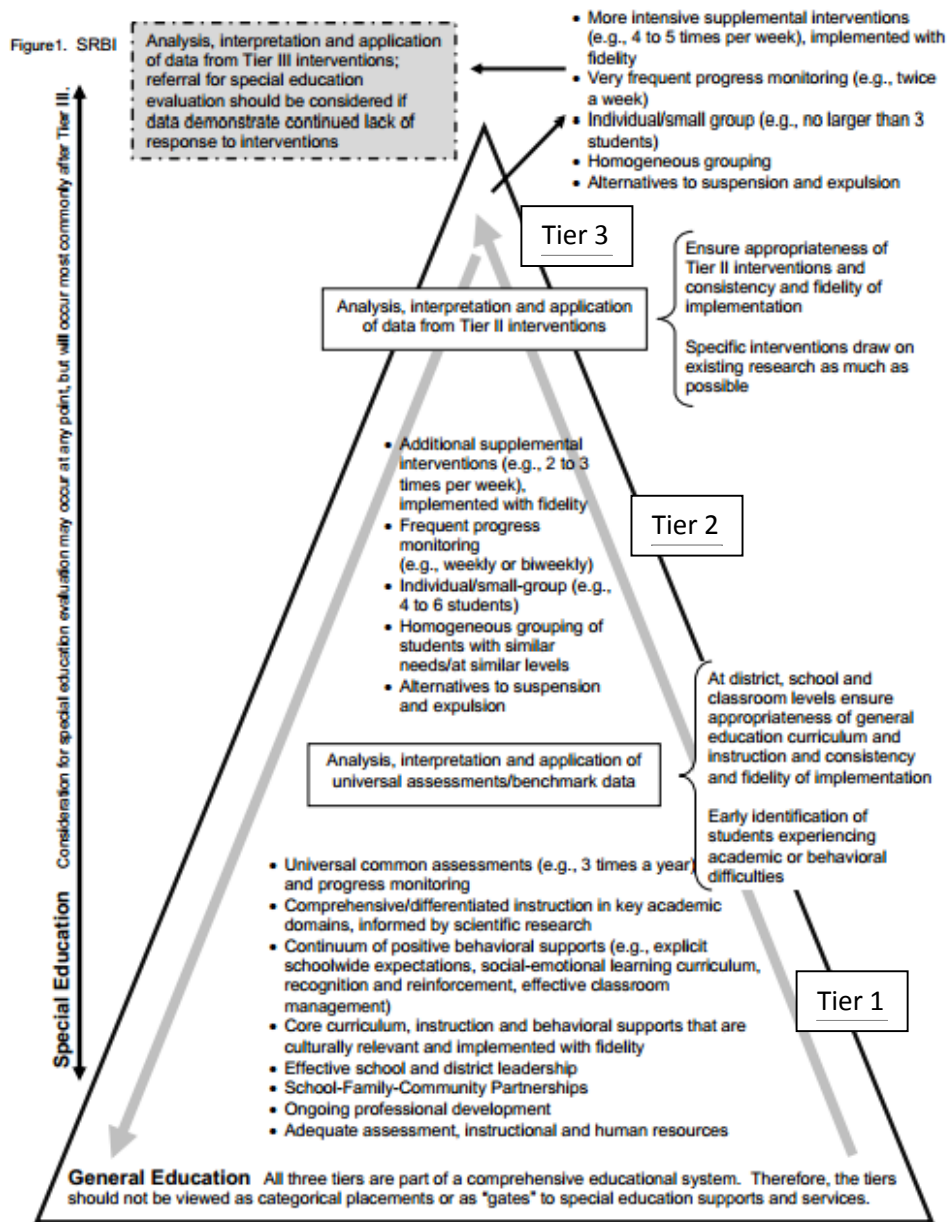 Figure1. SRBI
Analysis, interpretation and application
of data from Tier III interventions;
referral for special education
evaluation should be considered if
data demonstrate continued lack of
response to interventions
• More intensive supplemental interventions
(e.g., 4 to 5 times per week), implemented with
fidelity
• Very frequent progress monitoring (e.g., twice
a week)
• Individual/small group (e.g., no larger than 3
students)
• Homogeneous grouping
• Alternatives to suspension and expulsion
Special Education Consideration for special education evaluation may occur at any point, but will occur most commonly after Tier III.
Tier 3
Analysis, interpretation and application
of data from Tier II interventions
Ensure appropriateness of
Tier II interventions and
consistency and fidelity of
implementation
Specific interventions draw on
existing research as much as
possible
• Additional supplemental
interventions (e.g., 2 to 3
times per week),
implemented with fidelity
• Frequent progress
monitoring
(e.g., weekly or biweekly)
• Individual/small-group (e.g.,
4 to 6 students)
• Homogeneous grouping of
students with similar
needs/at similar levels
• Alternatives to suspension
and expulsion
Tier 2
Analysis, interpretation and application of
universal assessments/benchmark data
At district, school and
classroom levels ensure
appropriateness of general
education curriculum and
instruction and consistency
and fidelity of implementation
Early identification of
students experiencing
academic or behavioral
difficulties
• Universal common assessments (e.g., 3 times a year)
and progress monitoring
• Comprehensive/differentiated instruction in key academic
domains, informed by scientific research
• Continuum of positive behavioral supports (e.g., explicit
schoolwide expectations, social-emotional learning curriculum,
recognition and reinforcement, effective classroom
management)
• Core curriculum, instruction and behavioral supports that are
culturally relevant and implemented with fidelity
• Effective school and district leadership
• School-Family-Community Partnerships
• Ongoing professional development
• Adequate assessment, instructional and human resources
Tier 1
General Education All three tiers are part of a comprehensive educational system. Therefore, the tiers
should not be viewed as categorical placements or as "gates" to special education supports and services.